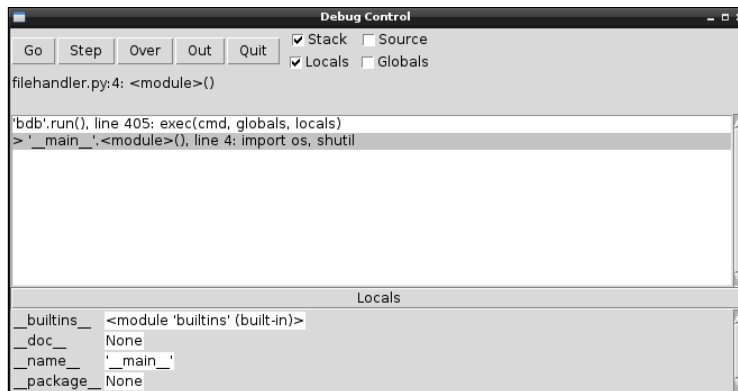 Debug Control
Go Step Over Out Quit Stack Source
Locals Globals
filehandler.py:4: <module>()
'bdb'.run(), line 405: exec(cmd, globals, locals)
> '__main__'.<module>(), line 4: import os, shutil
Locals
__builtins__ <module 'builtins' (built-in)>
__doc__ None
__name__ '__main__'
__package__ None